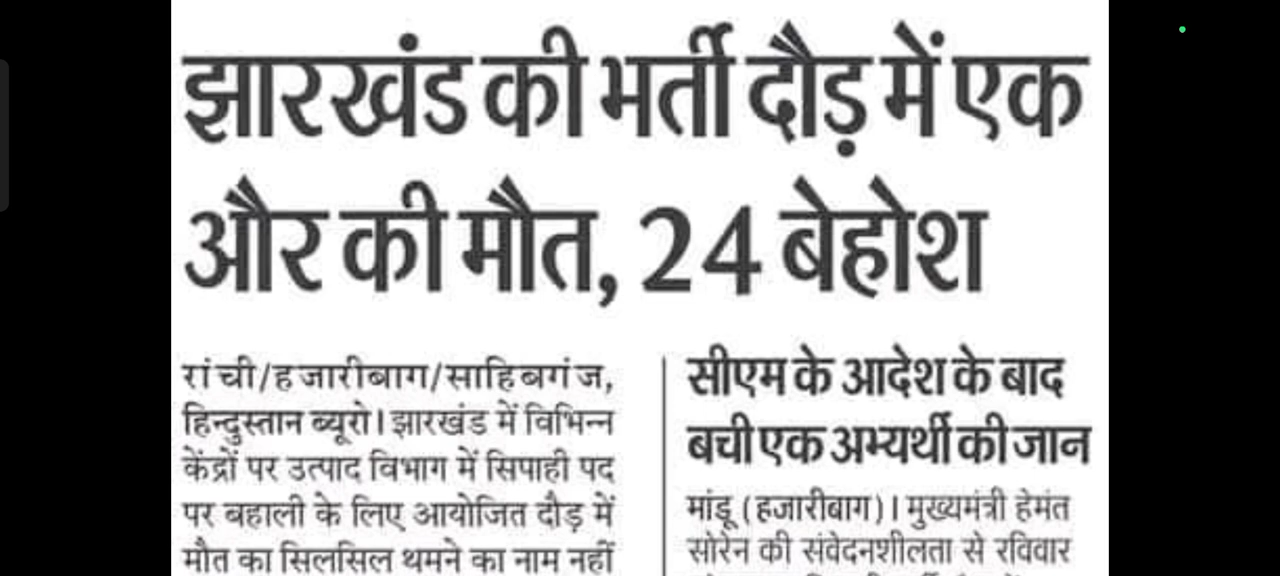 झारखंड की भर्ती दौड़ में एक
और की मौत, 24 बेहोश
रांची/हजारीबाग/साहिबगंज,
हिन्दुस्तान ब्यूरो। झारखंड में विभिन्न
केंद्रों पर उत्पाद विभाग में सिपाही पद
पर बहाली के लिए आयोजित दौड़ में
मौत का सिलसिल थमने का नाम नहीं
सीएम के आदेश के बाद
बची एक अभ्यर्थी की जान
मांडू (हजारीबाग)। मुख्यमंत्री हेमंत
सोरेन की संवेदनशीलता से रविवार